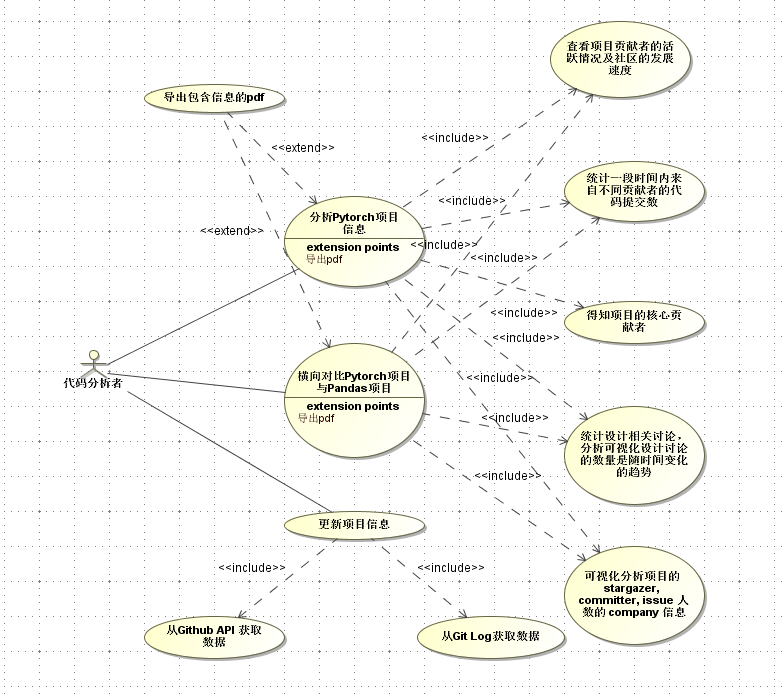 查看项目贡献者的活
跃情况及社区的发展
速度
导出包含信息的pdf
<<include>>
<<extend>>
统计一段时间内来
自不同贡献者的代
码提交数
<<include>>
分析Pytorch项目
信息
<<extend>>
extension points
<<include>>
导出pdf
<<include>>
得知项目的核心贡
献者
<<include>>
<<include>>
代码分析者
横向对比Pytorch项目
与Pandas项目
<<include>>
extension points
导出pdf
<<include>>
统计设计相关讨论，
分析可视化设计讨论
的数量是随时间变化
的趋势
<<include>>
更新项目信息
<<include>>
<<include>>
可视化分析项目的
stargazer,
committer, issue 人
数的 company 信息
从Github API 获取
数据
从Git Log获取数据